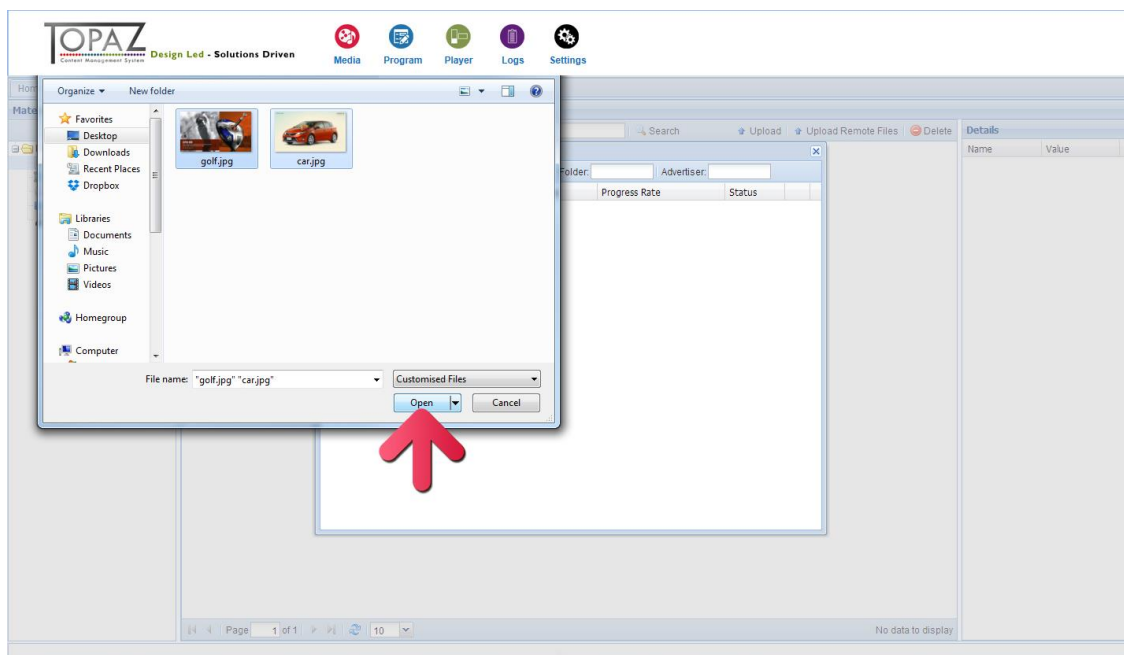 TOPAZ
Content Management System
Design Led - Solutions Driven
Media Program Player Logs Settings
Organize New folder
Favorites
Desktop
Downloads
Recent Places
Dropbox
Libraries
Documents
Music
Pictures
Videos
Homegroup
Computer
golf.jpg car.jpg
File name: "golf.jpg" "car.jpg" Customised Files
Open Cancel
Search Upload Upload Remote Files Delete
Folder: Advertiser:
Progress Rate Status
Details
Name Value
Page 1 of 1 10 No data to display